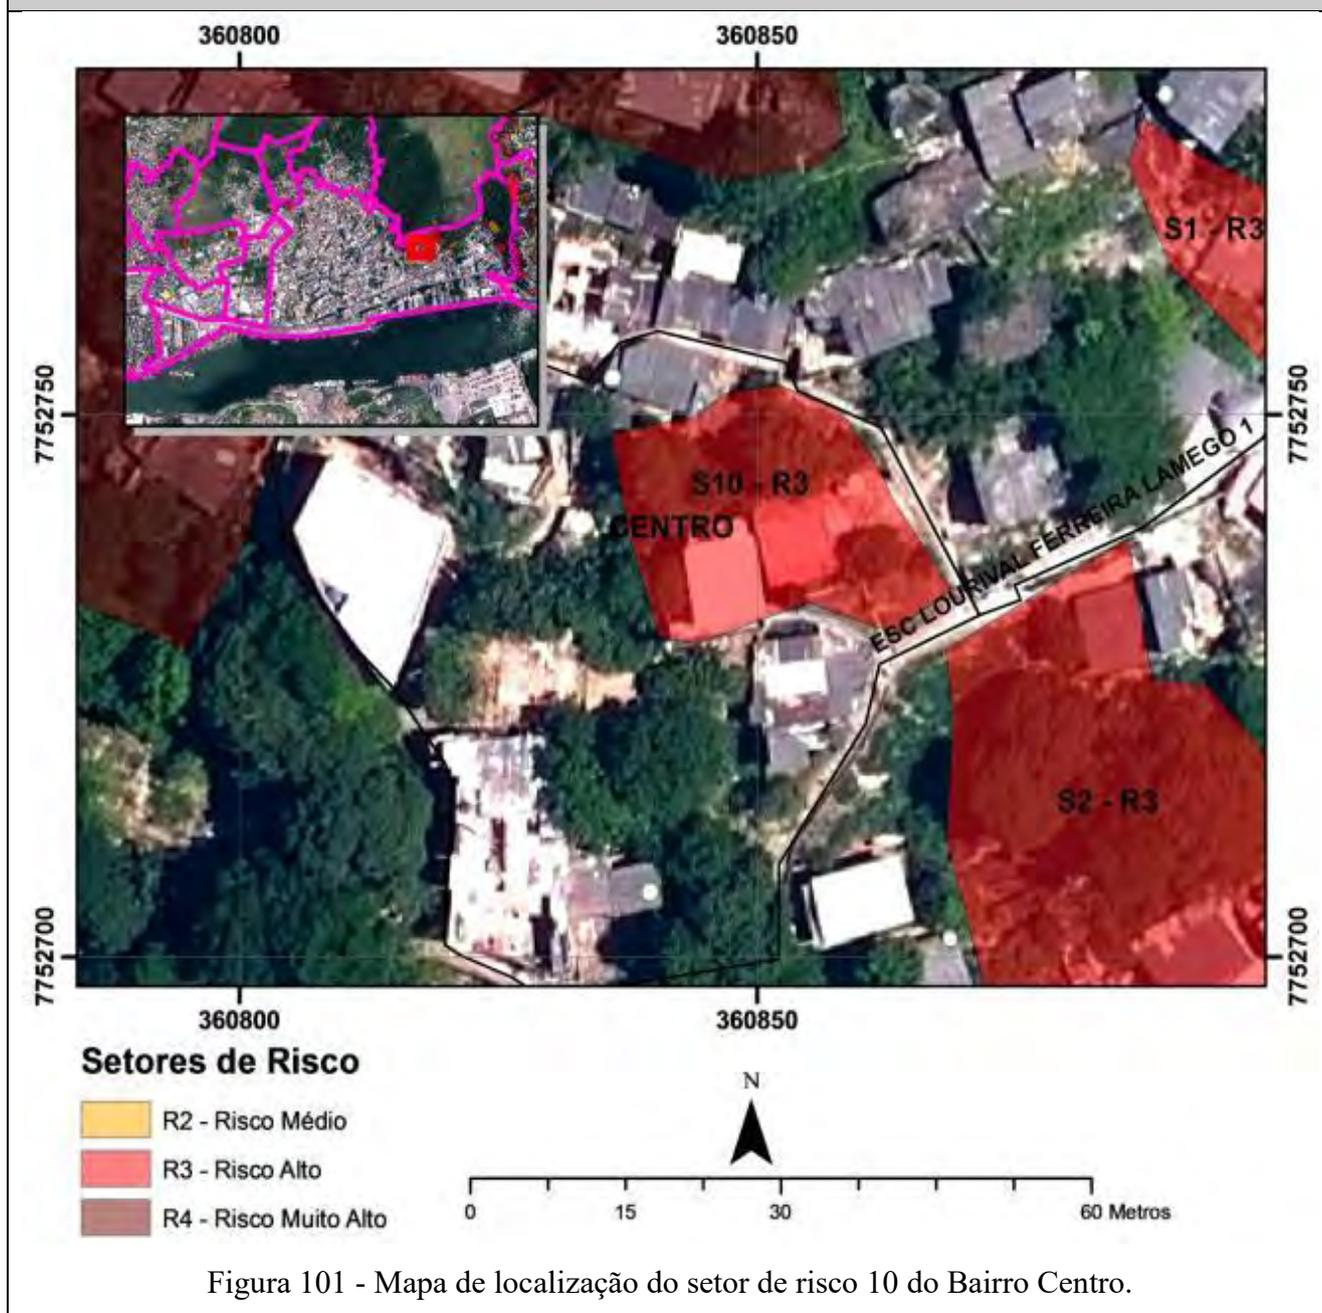 360800 360850
S1 - R3
7752750 7752750
S10 - R3
CENTRO
ESC LOURIVAL FERREIRA LAMEGO 1
S2 - R3
7752700 7752700
360800 360850
Setores de Risco
N
R2 - Risco Médio
R3 - Risco Alto
R4 - Risco Muito Alto
0 15 30 60 Metros
Figura 101 - Mapa de localização do setor de risco 10 do Bairro Centro.